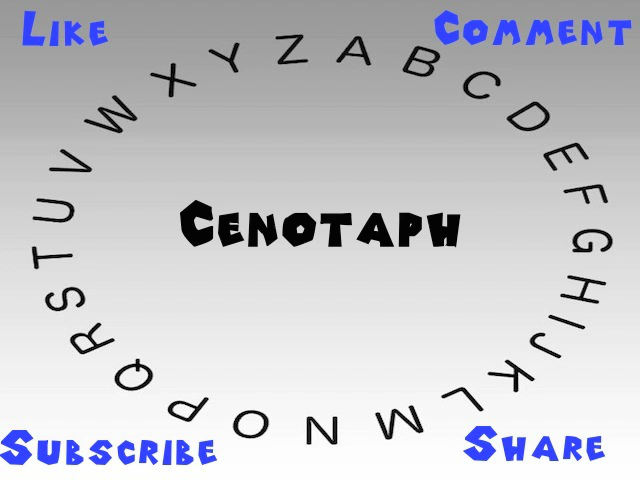 Like
Comment
A B C D E F G H I J K L M N O P Q R S T U V W X Y Z
Cenotaph
Subscribe
Share